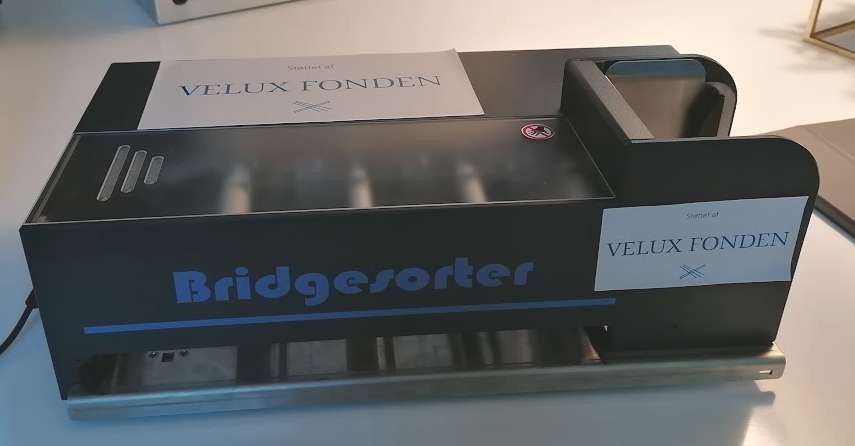 Støttet af
VELUX FONDEN
Støttet af
VELUX FONDEN
Bridgesorter